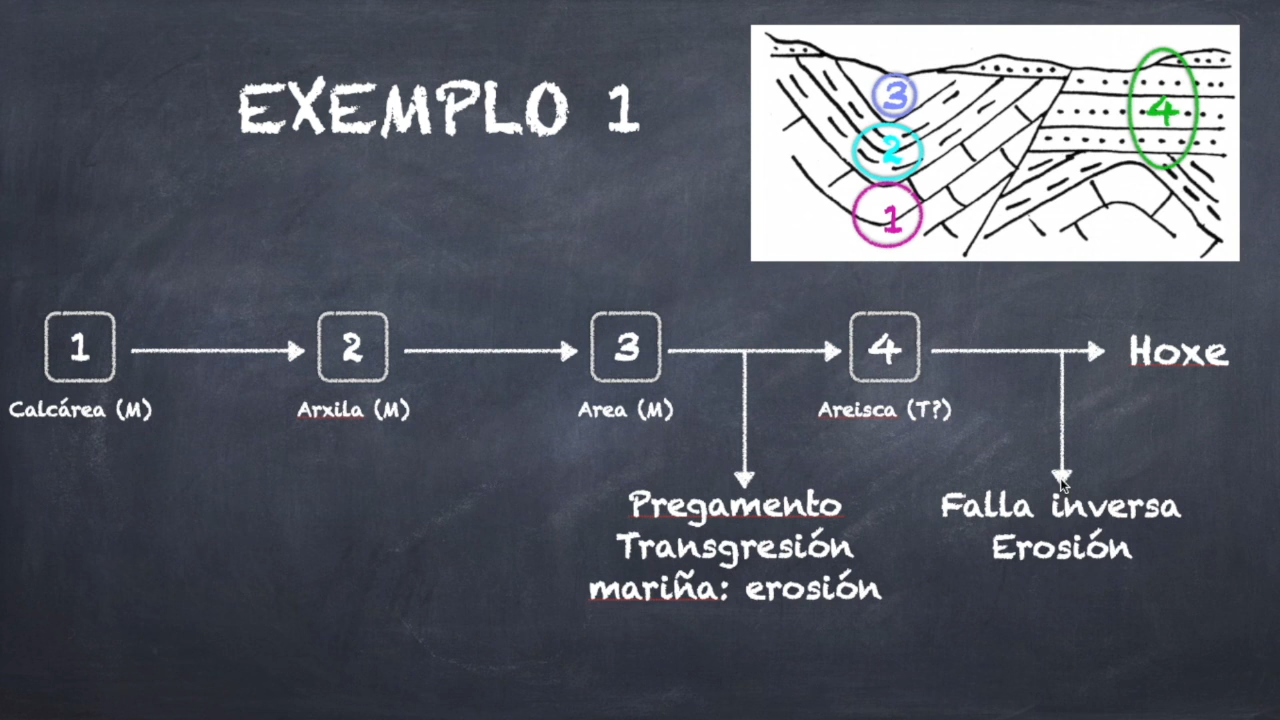 EXEMPLO 1
3
2
1
4
1
2
3
4
Hoxe
Calcárea (M)
Arxila (M)
Area (M)
Areisca (T?)
Pregamento
Transgresión
mariña: erosión
Falla inversa
Erosión